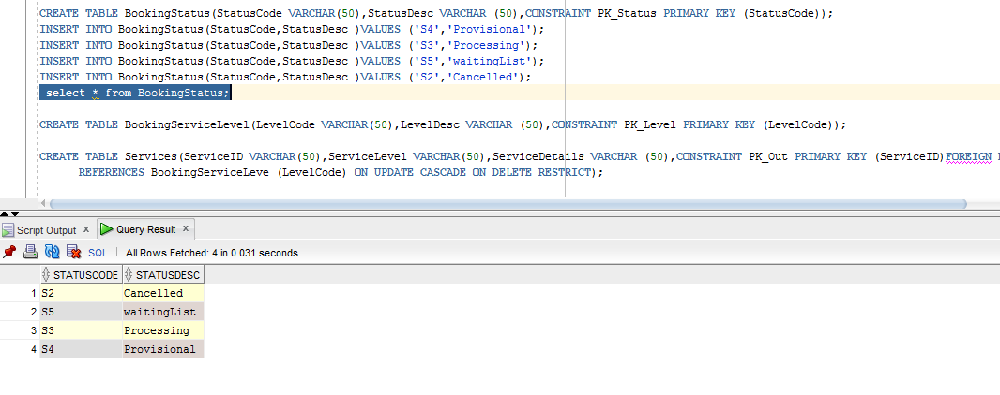 CREATE TABLE BookingStatus(StatusCode VARCHAR(50),StatusDesc VARCHAR (50),CONSTRAINT PK_Status PRIMARY KEY (StatusCode));
INSERT INTO BookingStatus(StatusCode,StatusDesc )VALUES ('S4','Provisional');
INSERT INTO BookingStatus(StatusCode,StatusDesc )VALUES ('S3','Processing');
INSERT INTO BookingStatus(StatusCode,StatusDesc )VALUES ('S5','waitingList');
INSERT INTO BookingStatus(StatusCode,StatusDesc )VALUES ('S2','Cancelled');
select * from BookingStatus;
CREATE TABLE BookingServiceLevel(LevelCode VARCHAR(50),LevelDesc VARCHAR (50),CONSTRAINT PK_Level PRIMARY KEY (LevelCode));
CREATE TABLE Services(ServiceID VARCHAR(50),ServiceLevel VARCHAR(50),ServiceDetails VARCHAR (50),CONSTRAINT PK_Out PRIMARY KEY (ServiceID)FOREIGN
REFERENCES BookingServiceLeve (LevelCode) ON UPDATE CASCADE ON DELETE RESTRICT);
Script Output x Query Result x
SQL | All Rows Fetched: 4 in 0.031 seconds
STATUSCODE STATUSDESC
1 S2 Cancelled
2 S5 waitingList
3 S3 Processing
4 S4 Provisional